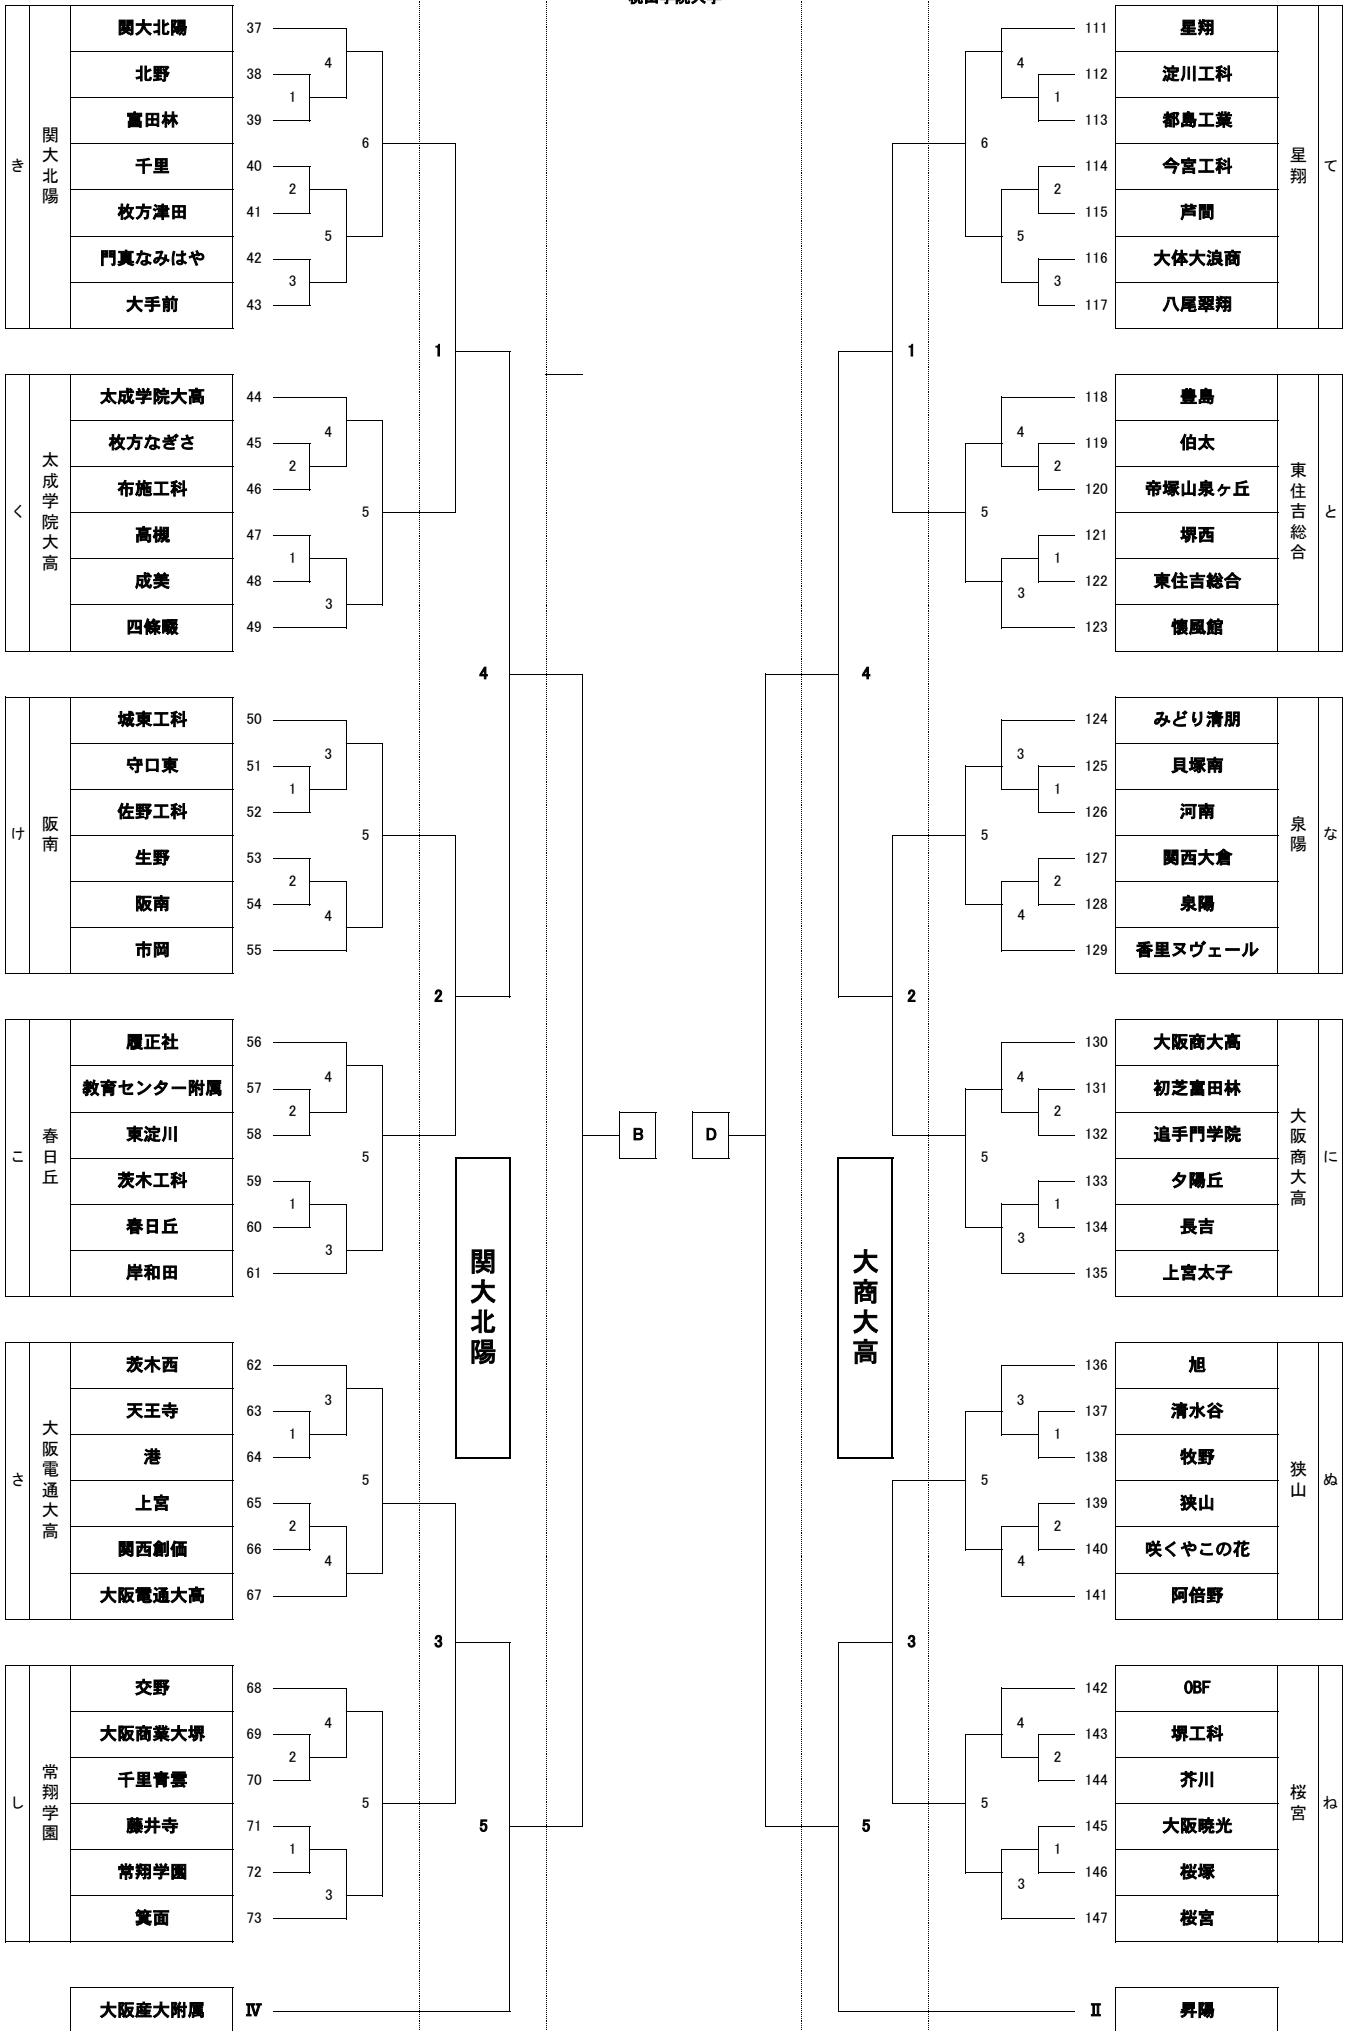 き
関大北陽
関大北陽 37
北野 38
富田林 39
千里 40
枚方津田 41
門真なみはや 42
大手前 43
4
1
6
2
5
3
1
く
太成学院大高
太成学院大高 44
枚方なぎさ 45
布施工科 46
高槻 47
成美 48
四條畷 49
4
2
5
1
3
4
け
阪南
城東工科 50
守口東 51
佐野工科 52
生野 53
阪南 54
市岡 55
3
1
5
2
4
2
こ
春日丘
履正社 56
教育センター附属 57
東淀川 58
茨木工科 59
春日丘 60
岸和田 61
4
2
5
1
3
B
関大北陽
さ
大阪電通大高
茨木西 62
天王寺 63
港 64
上宮 65
関西創価 66
大阪電通大高 67
3
1
5
2
4
3
し
常翔学園
交野 68
大阪商業大堺 69
千里青雲 70
藤井寺 71
常翔学園 72
箕面 73
4
2
5
1
3
5
大阪産大附属 Ⅳ
111 星翔
112 淀川工科
113 都島工業
114 今宮工科
115 芦間
116 大体大浪商
117 八尾翠翔
星翔
て
4
1
6
2
5
3
1
118 豊島
119 伯太
120 帝塚山泉ヶ丘
121 堺西
122 東住吉総合
123 懐風館
東住吉総合
と
4
2
5
1
3
4
124 みどり清朋
125 貝塚南
126 河南
127 関西大倉
128 泉陽
129 香里ヌヴェール
泉陽
な
3
1
5
2
4
2
130 大阪商大高
131 初芝富田林
132 追手門学院
133 夕陽丘
134 長吉
135 上宮太子
大阪商大高
に
4
2
5
1
3
D
大商大高
136 旭
137 清水谷
138 牧野
139 狭山
140 咲くやこの花
141 阿倍野
狭山
ぬ
3
1
5
2
4
3
142 OBF
143 堺工科
144 芥川
145 大阪暁光
146 桜塚
147 桜宮
桜宮
ね
4
2
5
1
3
5
Ⅱ 昇陽